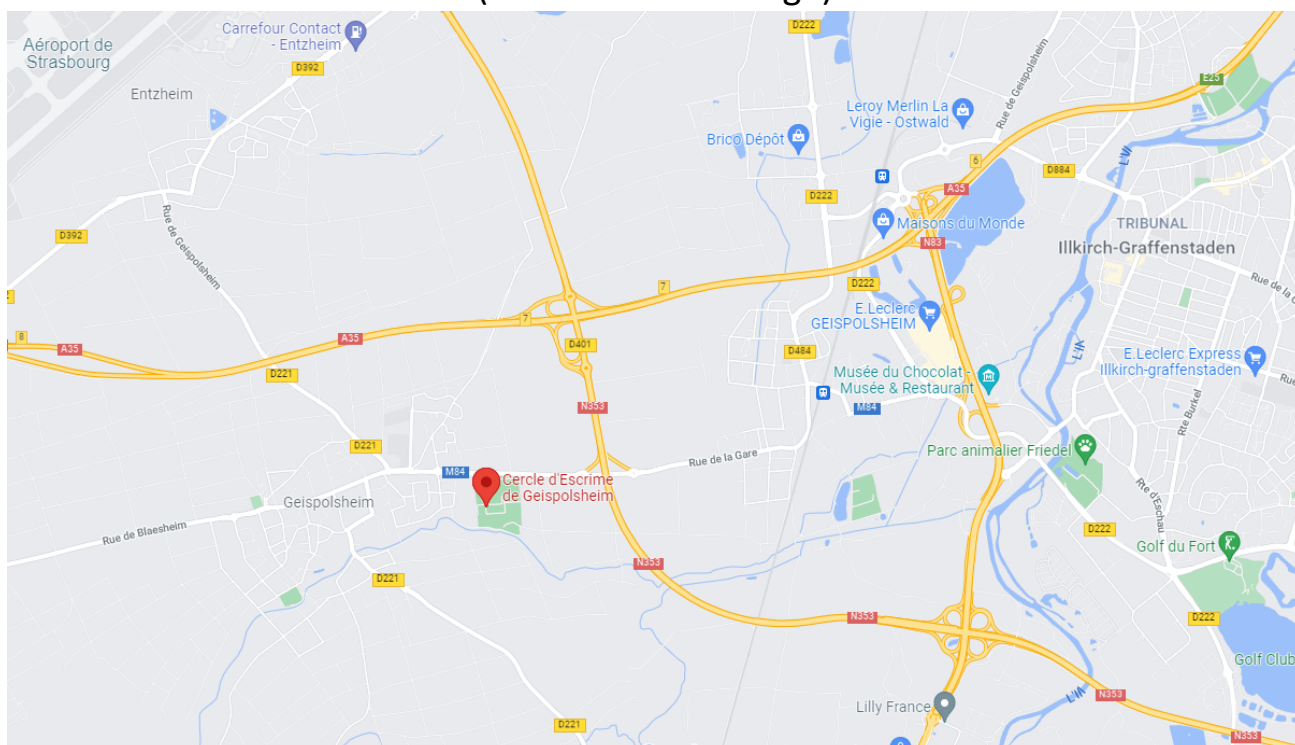 D222
Carrefour Contact
- Entzheim
Aéroport de
Strasbourg
D392
Entzheim
E25
Rue de Geispolsheim
Leroy Merlin La
Vigie - Ostwald
Brico Dépôt
6
D884
L'Ill
A35
D222
Rue de Geispolsheim
Maisons du Monde
TRIBUNAL
D392
N83
Illkirch-Graffenstaden
7
D222
E.Leclerc
GEISPOLSHEIM
7
8
A35
A35
D401
D484
L'Ill
E.Leclerc Express
Illkirch-graffenstaden
D221
Musée du Chocolat -
Musée & Restaurant
N353
M84
Rte Burkel
D221
Rue de la Gare
Parc animalier Friedel
M84
Cercle d'Escrime
de Geispolsheim
Geispolsheim
Rte d'Eschau
Rue de Blaesheim
D222
Golf du Fort
N353
D221
N353
D222
Golf Club
Lilly France
L'Ill
N353
D221
N353